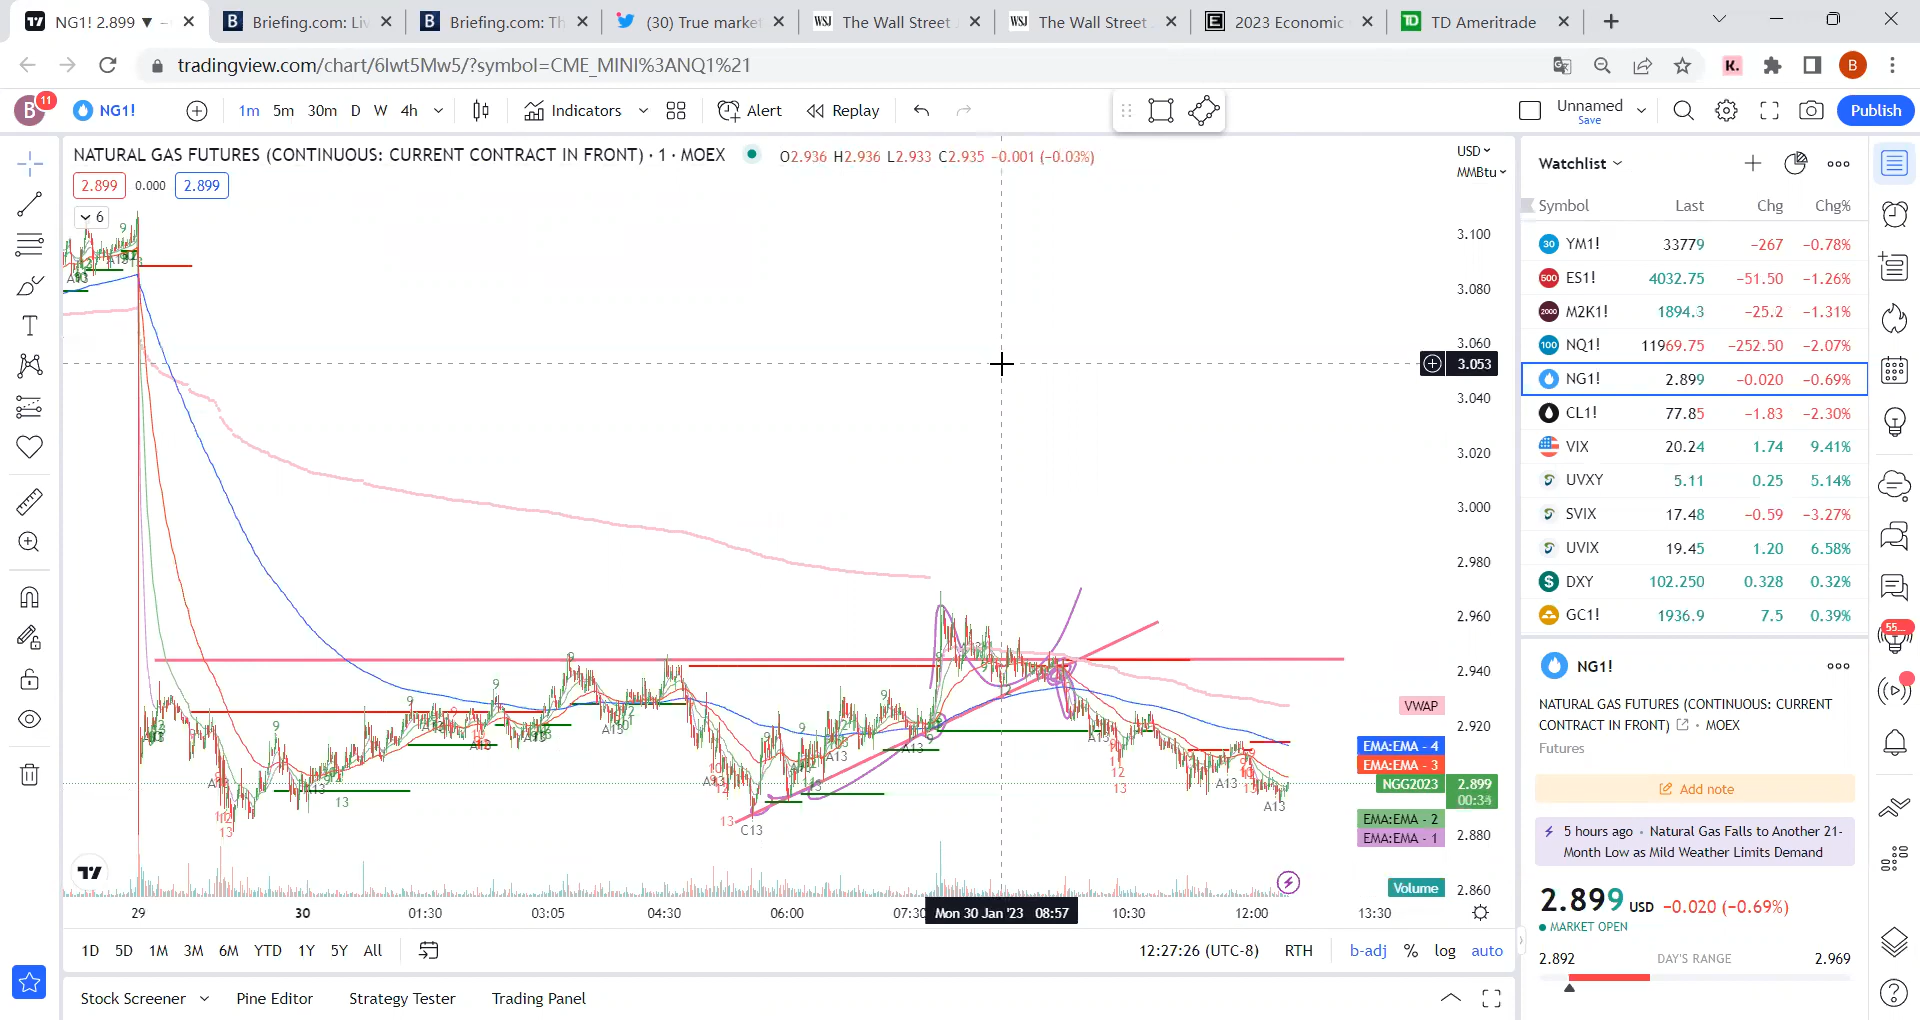 NG1! 2.899 ▼ −
Briefing.com: Li
Briefing.com: Th
(30) True market
The Wall Street
The Wall Street
2023 Economic
TD Ameritrade
tradingview.com/chart/6lwt5Mw5/?symbol=CME_MINI%3ANQ1%21
K.
B
B 11
NG1!
1m 5m 30m D W 4h
Indicators
Alert
Replay
Unnamed
Save
Publish
NATURAL GAS FUTURES (CONTINUOUS: CURRENT CONTRACT IN FRONT) · 1 · MOEX
O2.936 H2.936 L2.933 C2.935 −0.001 (−0.03%)
2.899 0.000 2.899
6
USD
MMBtu
3.100
3.080
3.060
3.053
3.040
3.020
3.000
2.980
2.960
2.940
VWAP
2.920
EMA:EMA - 4
EMA:EMA - 3
NGG2023 2.899
00:34
EMA:EMA - 2
EMA:EMA - 1
2.880
Volume
2.860
29 30 01:30 03:05 04:30 06:00 07:30 Mon 30 Jan '23 08:57 10:30 12:00 13:30
1D 5D 1M 3M 6M YTD 1Y 5Y All
12:27:26 (UTC-8) RTH b-adj % log auto
Stock Screener Pine Editor Strategy Tester Trading Panel
Watchlist
Symbol Last Chg Chg%
YM1! 33779 −267 −0.78%
ES1! 4032.75 −51.50 −1.26%
M2K1! 1894.3 −25.2 −1.31%
NQ1! 11969.75 −252.50 −2.07%
NG1! 2.899 −0.020 −0.69%
CL1! 77.85 −1.83 −2.30%
VIX 20.24 1.74 9.41%
UVXY 5.11 0.25 5.14%
SVIX 17.48 −0.59 −3.27%
UVIX 19.45 1.20 6.58%
DXY 102.250 0.328 0.32%
GC1! 1936.9 7.5 0.39%
NG1!
NATURAL GAS FUTURES (CONTINUOUS: CURRENT
CONTRACT IN FRONT) · MOEX
Futures
Add note
5 hours ago · Natural Gas Falls to Another 21-
Month Low as Mild Weather Limits Demand
2.899 USD −0.020 (−0.69%)
MARKET OPEN
2.892 DAY'S RANGE 2.969